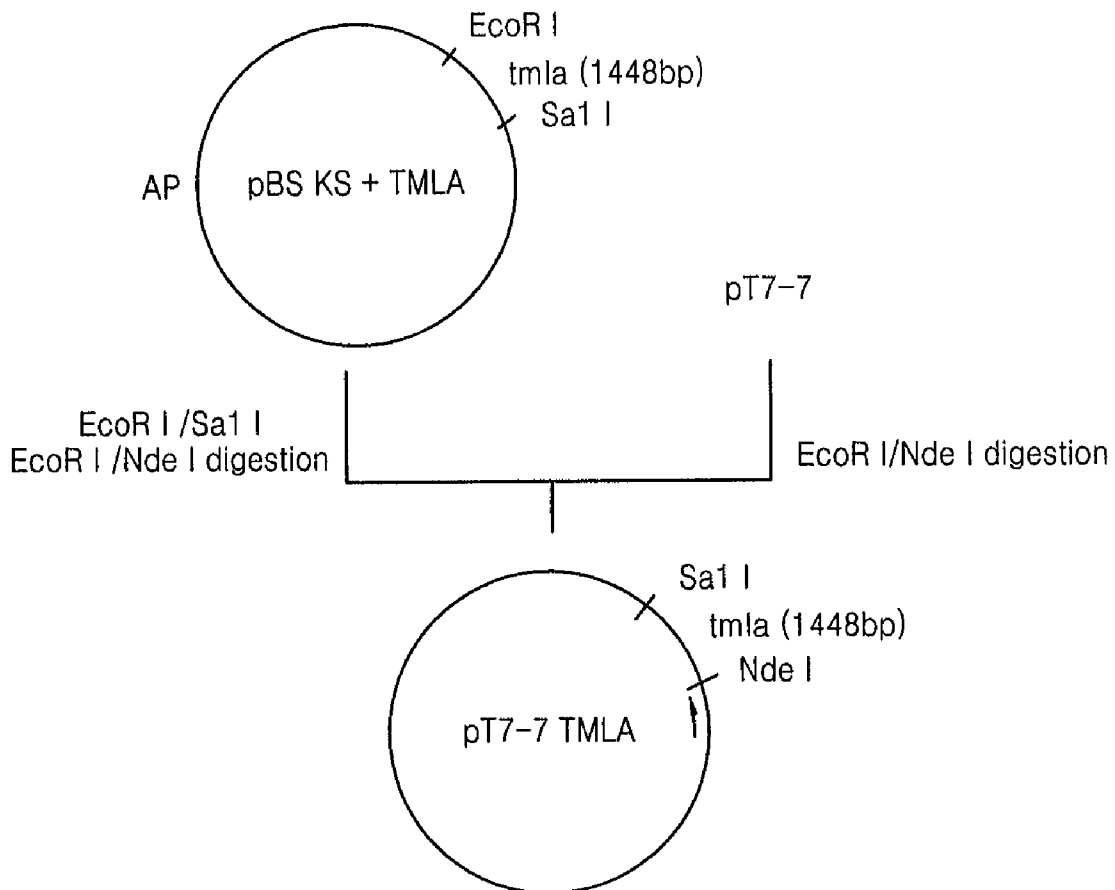 EcoR I
tmla (1448bp)
Sa1 I
AP
pBS KS + TMLA
pT7-7
EcoR I /Sa1 I
EcoR I /Nde I digestion
EcoR I/Nde I digestion
Sa1 I
tmla (1448bp)
Nde I
pT7-7 TMLA